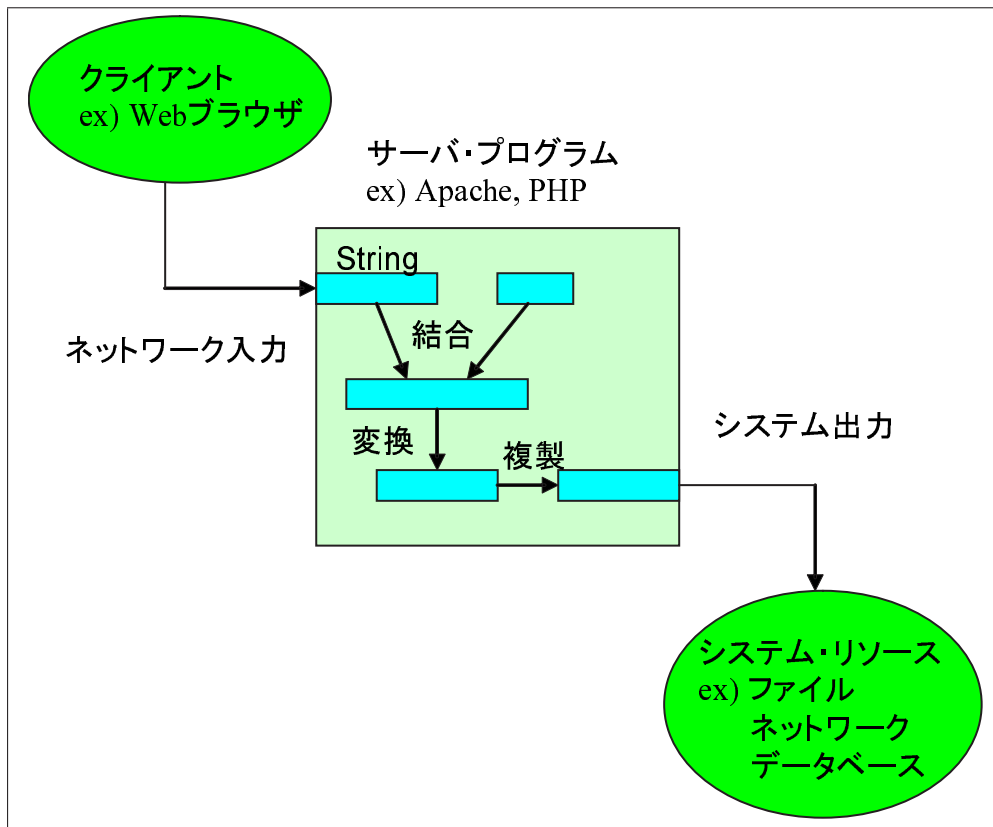 クライアント
ex) Webブラウザ
サーバ・プログラム
ex) Apache, PHP
String
結合
ネットワーク入力
変換
複製
システム出力
システム・リソース
ex) ファイル
ネットワーク
データベース